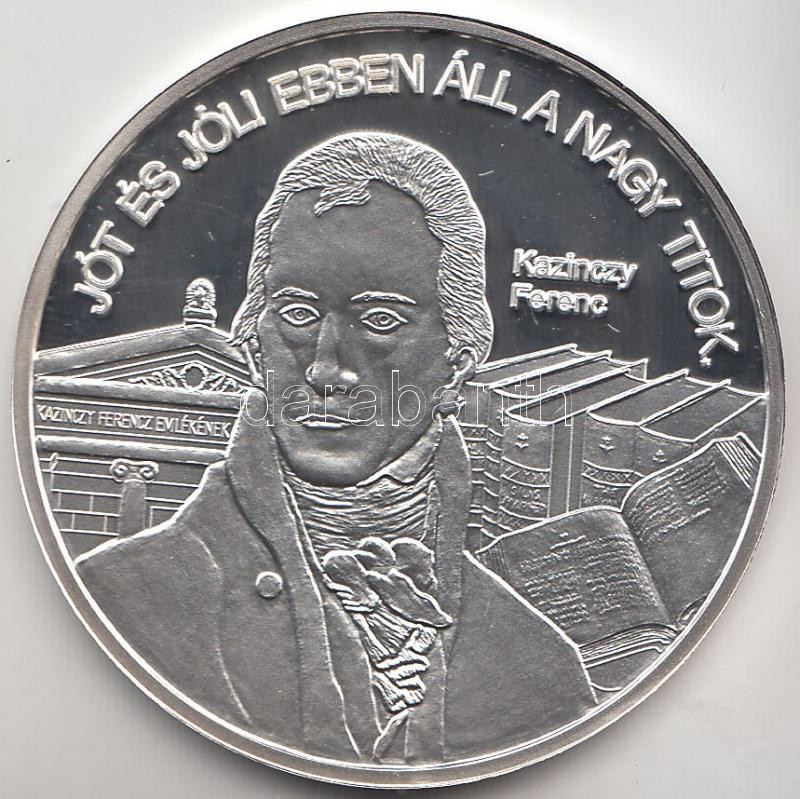 JÓT ÉS JÓL! EBBEN ÁLL A NAGY TITOK.
Kazinczy
Ferenc
KAZINCZY FERENCZ EMLÉKÉNEK
darabanth